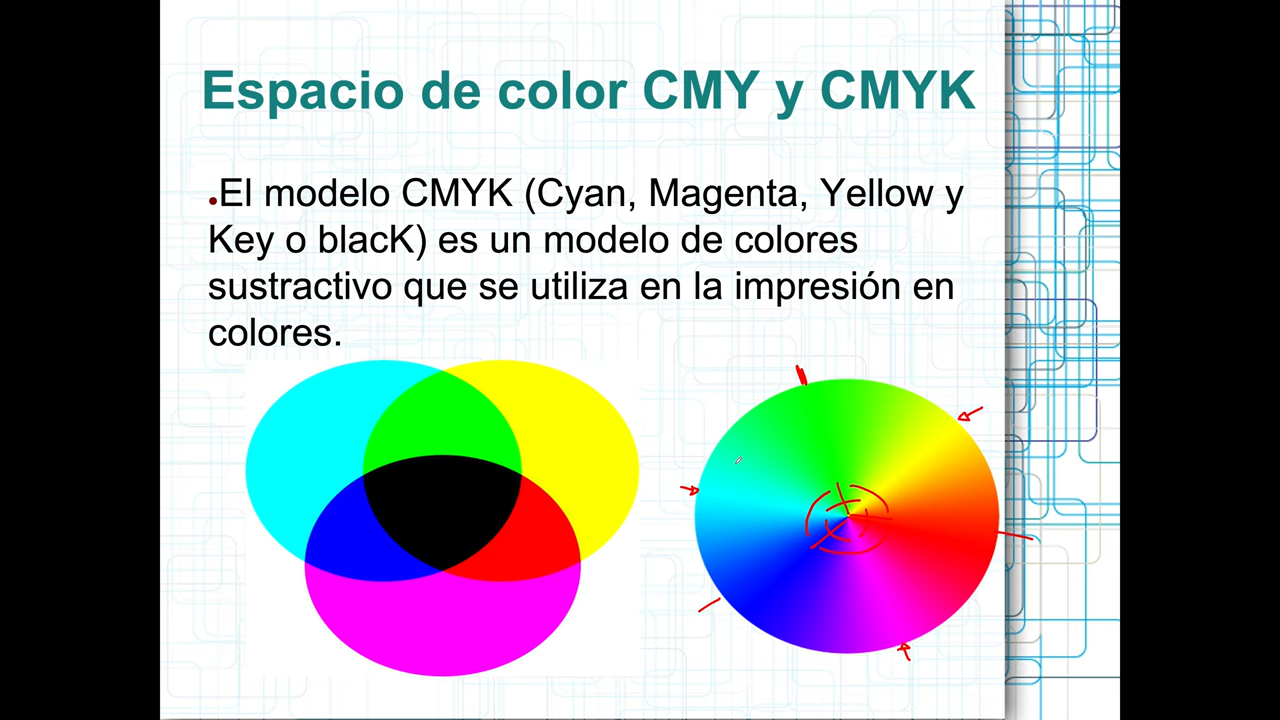 Espacio de color CMY y CMYK
El modelo CMYK (Cyan, Magenta, Yellow y
Key o blacK) es un modelo de colores
sustractivo que se utiliza en la impresión en
colores.